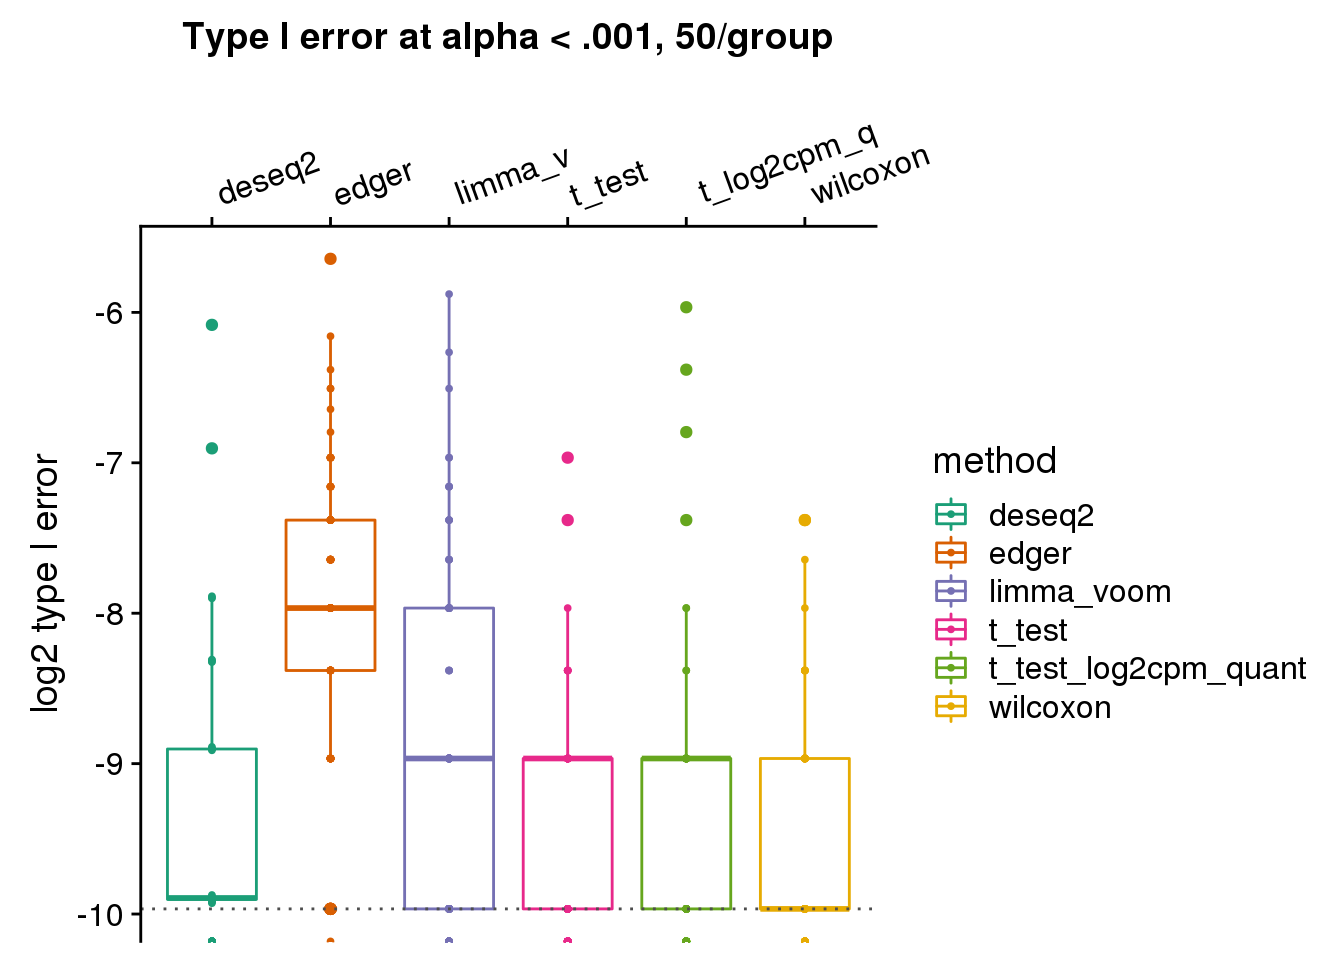 Type I error at alpha < .001, 50/group
deseq2
edger
limma_v
t_test
t_log2cpm_q
wilcoxon
-6
-7
-8
-9
-10
log2 type I error
method
deseq2
edger
limma_voom
t_test
t_test_log2cpm_quant
wilcoxon